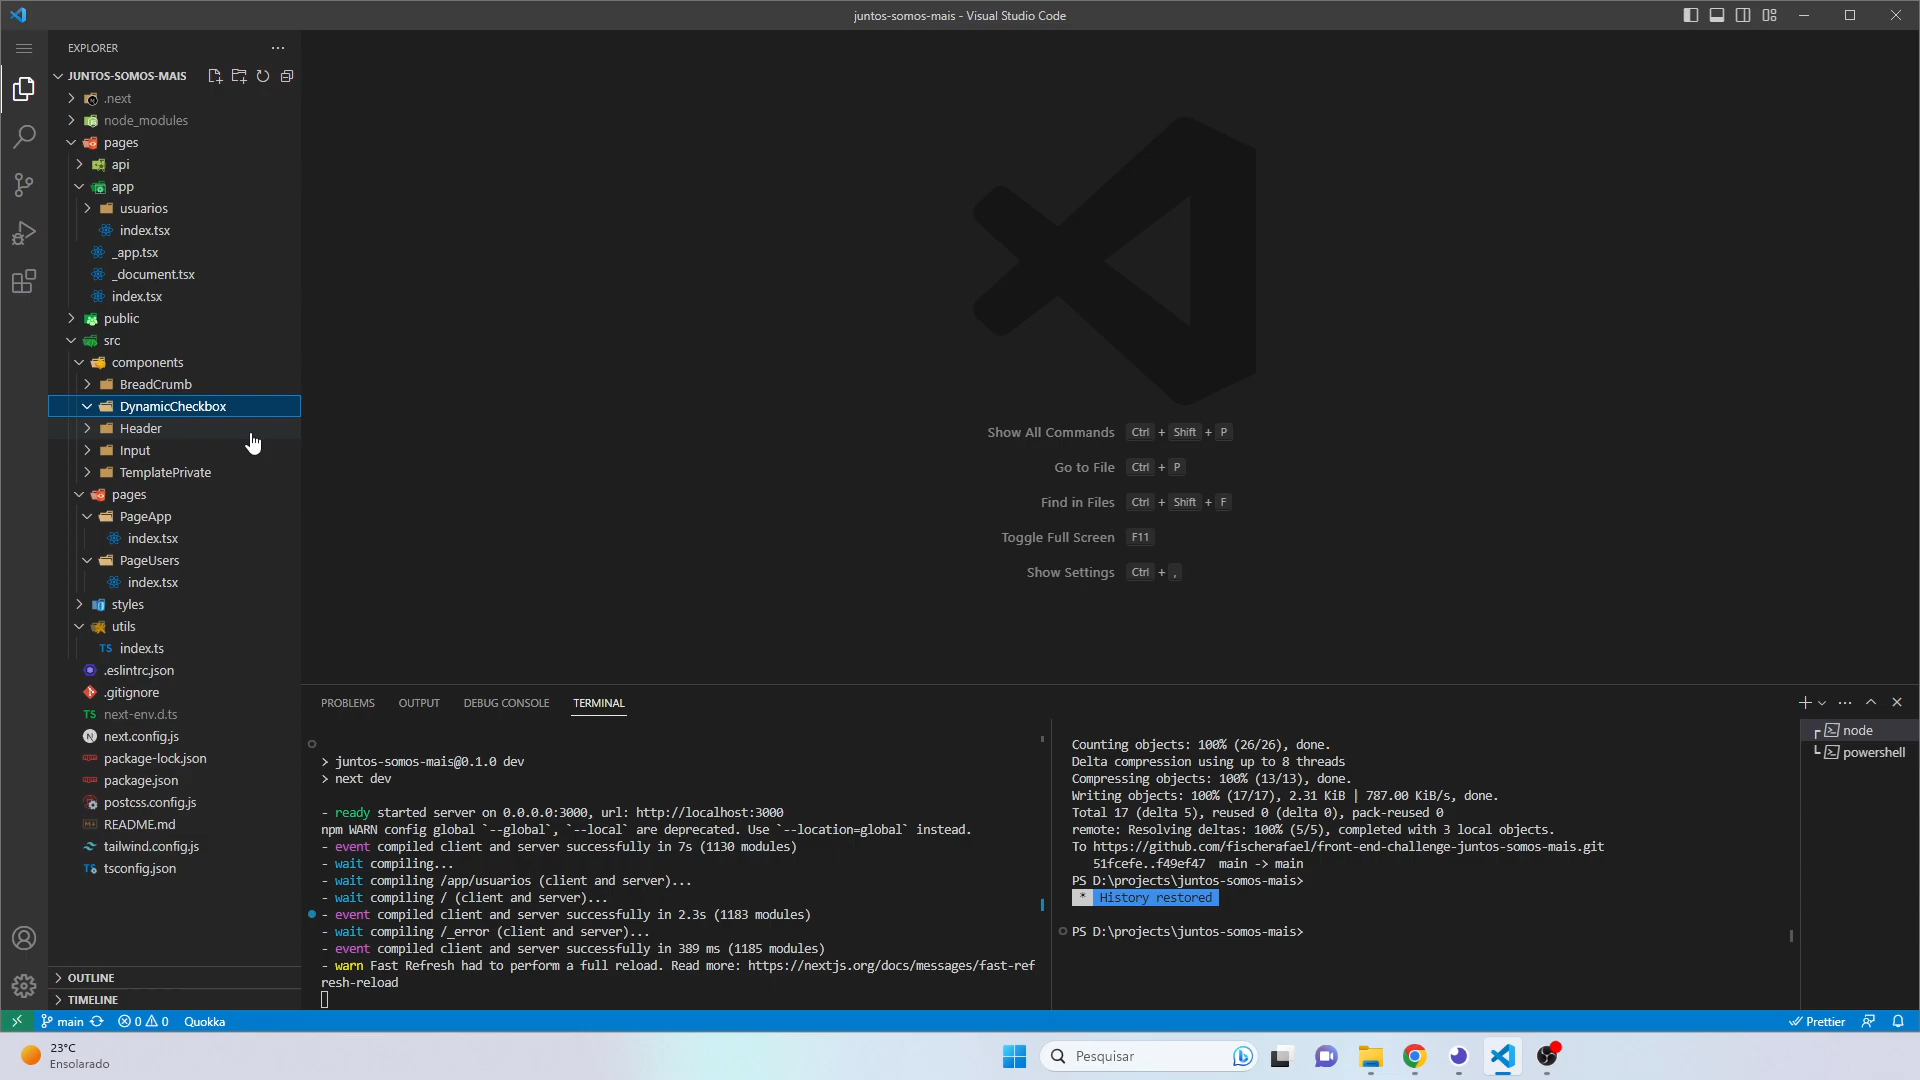 juntos-somos-mais - Visual Studio Code
EXPLORER
JUNTOS-SOMOS-MAIS
.next
node_modules
pages
api
app
usuarios
index.tsx
_app.tsx
_document.tsx
index.tsx
public
src
components
BreadCrumb
DynamicCheckbox
Header
Input
TemplatePrivate
pages
PageApp
index.tsx
PageUsers
index.tsx
styles
utils
TS index.ts
.eslintrc.json
.gitignore
TS next-env.d.ts
N next.config.js
package-lock.json
package.json
postcss.config.js
README.md
tailwind.config.js
tsconfig.json
OUTLINE
TIMELINE
Show All Commands Ctrl + Shift + P
Go to File Ctrl + P
Find in Files Ctrl + Shift + F
Toggle Full Screen F11
Show Settings Ctrl + ,
PROBLEMS OUTPUT DEBUG CONSOLE TERMINAL
> juntos-somos-mais@0.1.0 dev
> next dev
- ready started server on 0.0.0.0:3000, url: http://localhost:3000
npm WARN config global `--global`, `--local` are deprecated. Use `--location=global` instead.
- event compiled client and server successfully in 7s (1130 modules)
- wait compiling...
- wait compiling /app/usuarios (client and server)...
- wait compiling / (client and server)...
- event compiled client and server successfully in 2.3s (1183 modules)
- wait compiling /_error (client and server)...
- event compiled client and server successfully in 389 ms (1185 modules)
- warn Fast Refresh had to perform a full reload. Read more: https://nextjs.org/docs/messages/fast-ref
resh-reload
Counting objects: 100% (26/26), done.
Delta compression using up to 8 threads
Compressing objects: 100% (13/13), done.
Writing objects: 100% (17/17), 2.31 KiB | 787.00 KiB/s, done.
Total 17 (delta 5), reused 0 (delta 0), pack-reused 0
remote: Resolving deltas: 100% (5/5), completed with 3 local objects.
To https://github.com/fischerafael/front-end-challenge-juntos-somos-mais.git
51fcefe..f49ef47 main -> main
PS D:\projects\juntos-somos-mais>
* History restored
PS D:\projects\juntos-somos-mais>
node
powershell
main 0 0 Quokka
Prettier
23°C
Ensolarado
Pesquisar